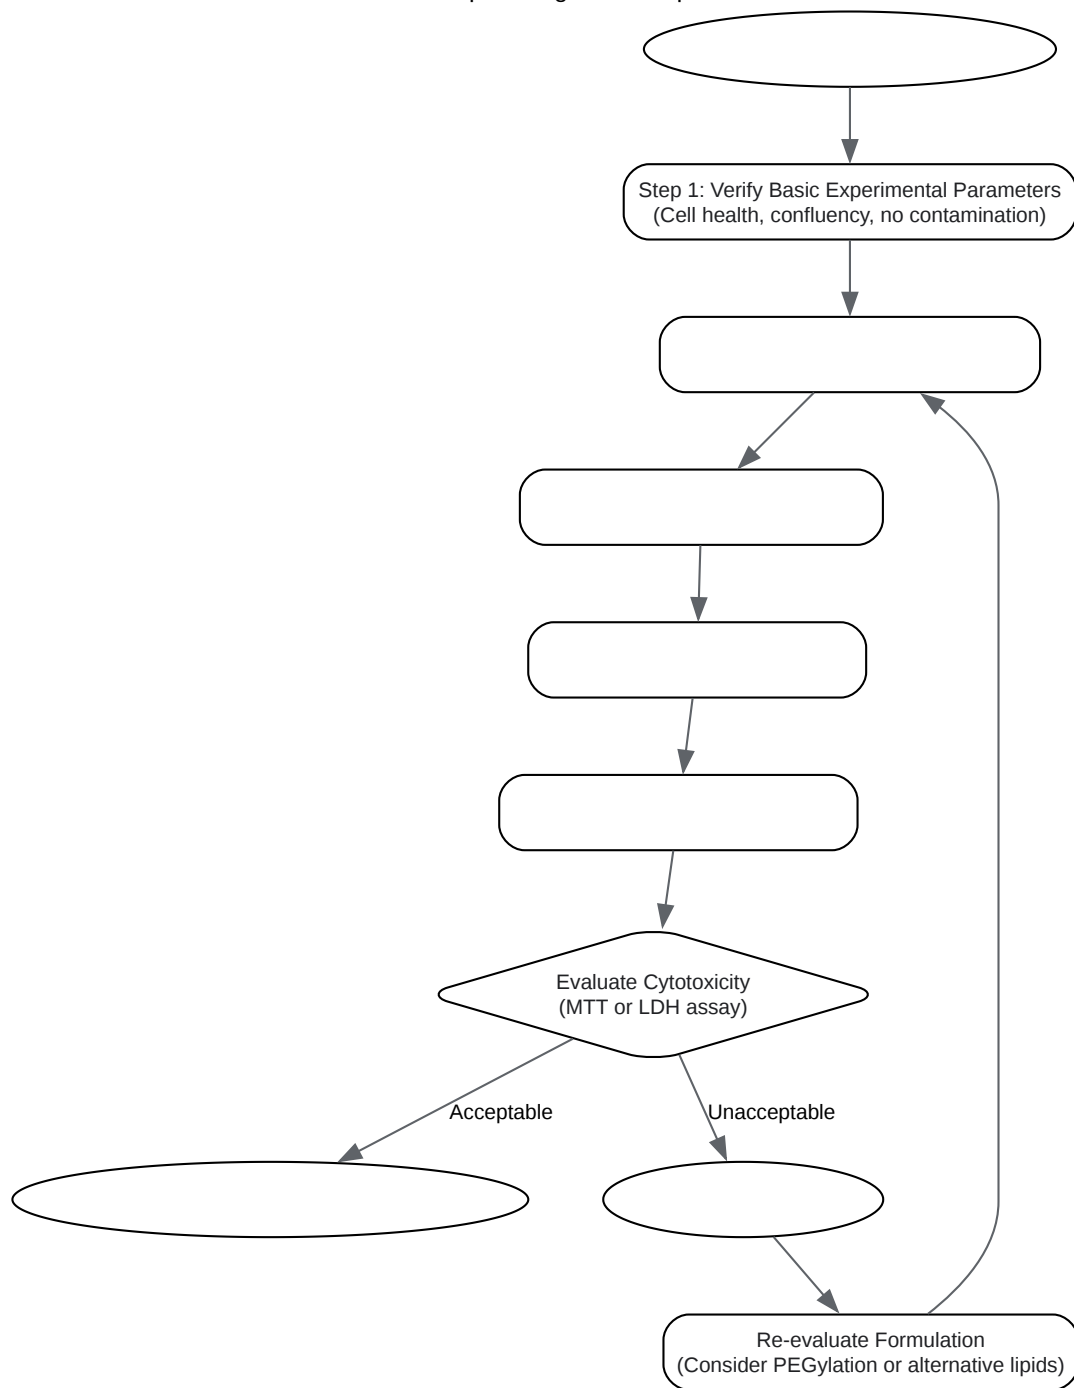 Step 1: Verify Basic Experimental Parameters
(Cell health, confluency, no contamination)
Evaluate Cytotoxicity
(MTT or LDH assay)
Acceptable
Unacceptable
Re-evaluate Formulation
(Consider PEGylation or alternative lipids)